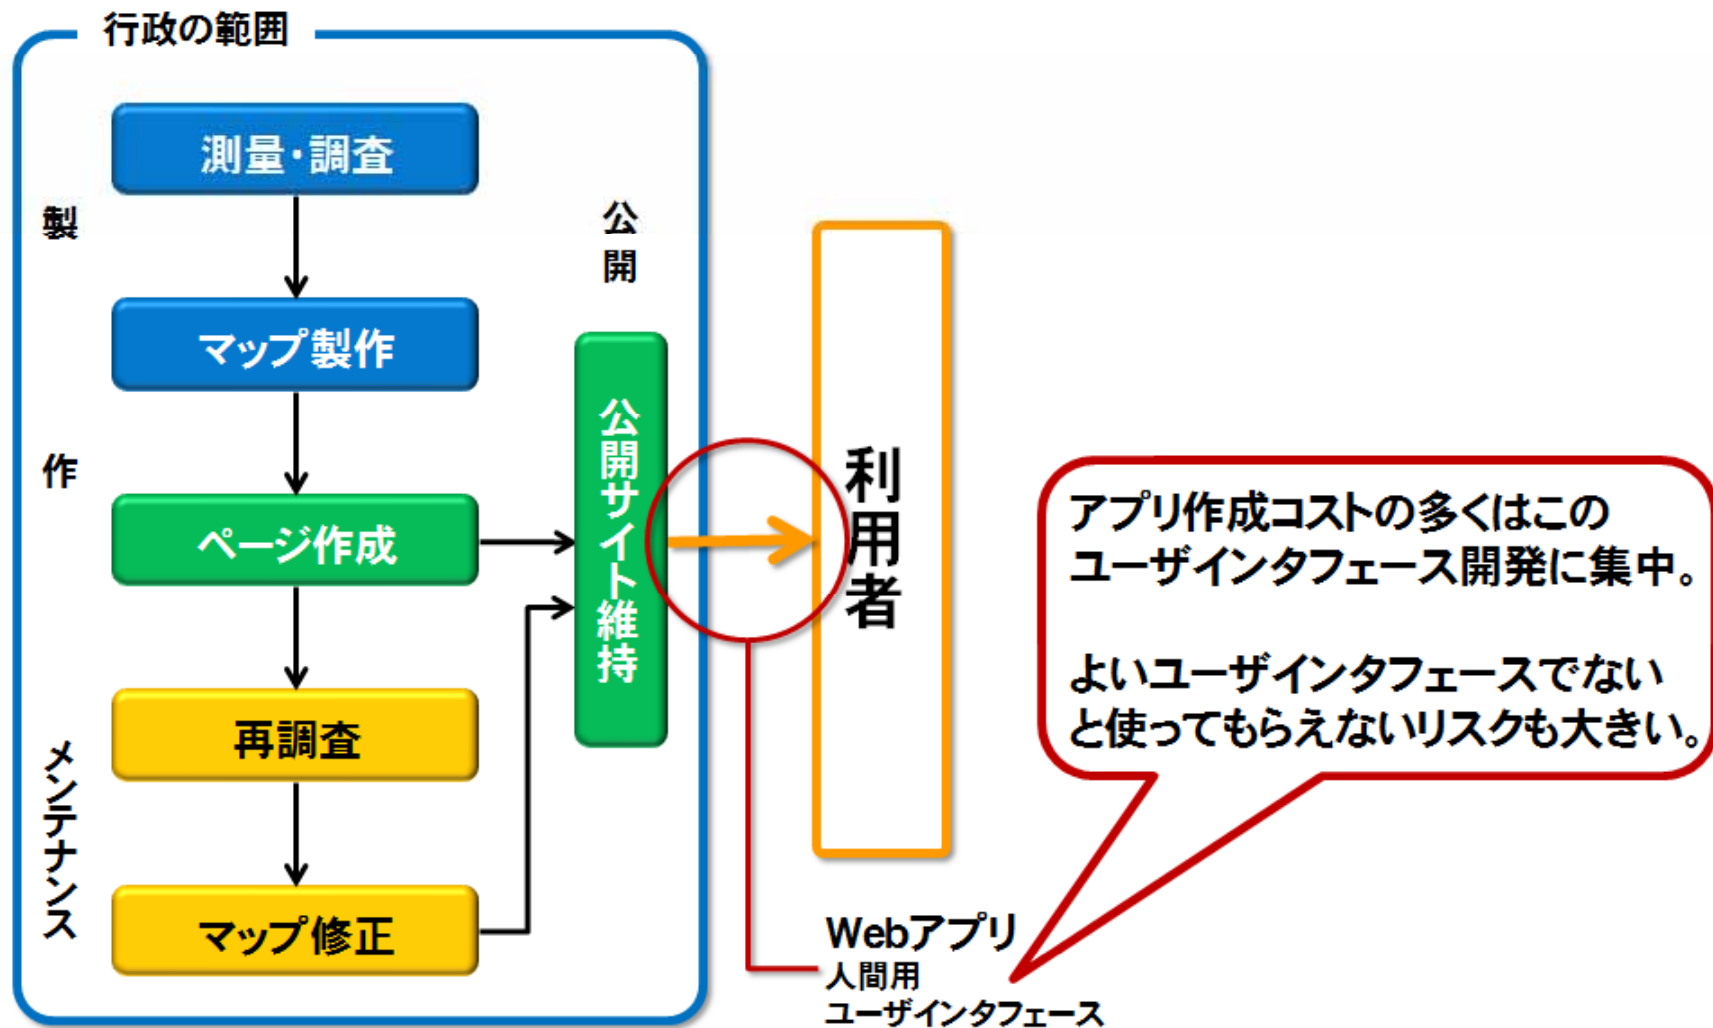 行政の範囲
測量・調査
製作
公開
マップ製作
ページ作成
公開サイト維持
利用者
再調査
メンテナンス
マップ修正
アプリ作成コストの多くはこの
ユーザインタフェース開発に集中。
よいユーザインタフェースでない
と使ってもらえないリスクも大きい。
Webアプリ
人間用
ユーザインタフェース